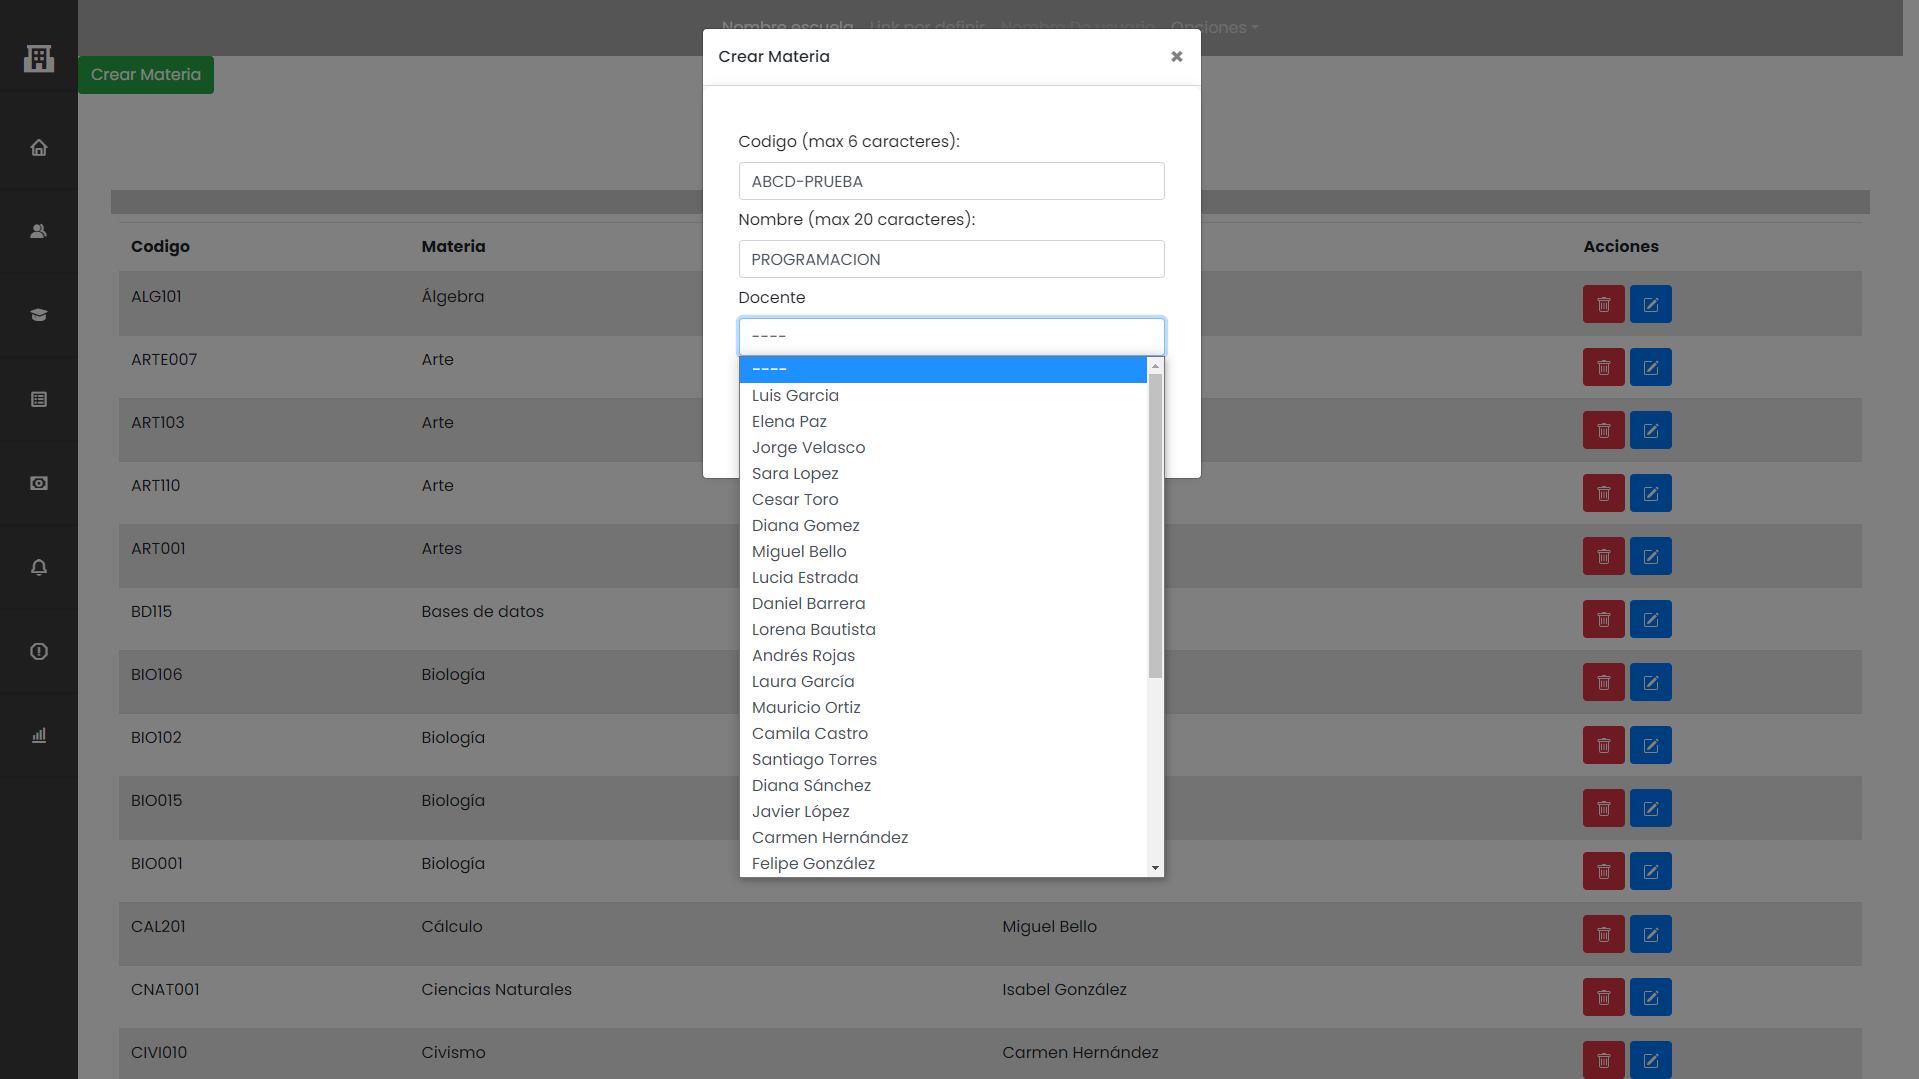 Nombre escuela Link por definir Nombre De usuario Opciones
Crear Materia
Crear Materia
Codigo (max 6 caracteres):
ABCD-PRUEBA
Nombre (max 20 caracteres):
PROGRAMACION
Docente
----
----
Luis Garcia
Elena Paz
Jorge Velasco
Sara Lopez
Cesar Toro
Diana Gomez
Miguel Bello
Lucia Estrada
Daniel Barrera
Lorena Bautista
Andrés Rojas
Laura García
Mauricio Ortiz
Camila Castro
Santiago Torres
Diana Sánchez
Javier López
Carmen Hernández
Felipe González
Codigo Materia Acciones
ALG101 Álgebra
ARTE007 Arte
ART103 Arte
ART110 Arte
ART001 Artes
BD115 Bases de datos
BIO106 Biología
BIO102 Biología
BIO015 Biología
BIO001 Biología
CAL201 Cálculo Miguel Bello
CNAT001 Ciencias Naturales Isabel González
CIVI010 Civismo Carmen Hernández